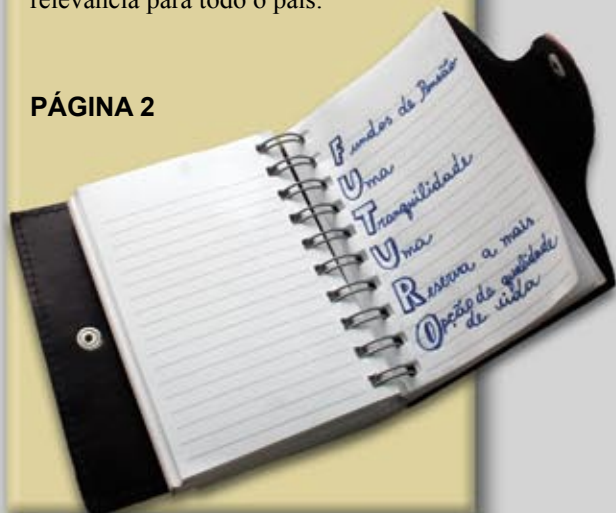 relevância para todo o país.
PÁGINA 2
Fundos de Pensão
Uma
Tranquilidade
Uma
Reserva a mais
Opção de qualidade
de vida